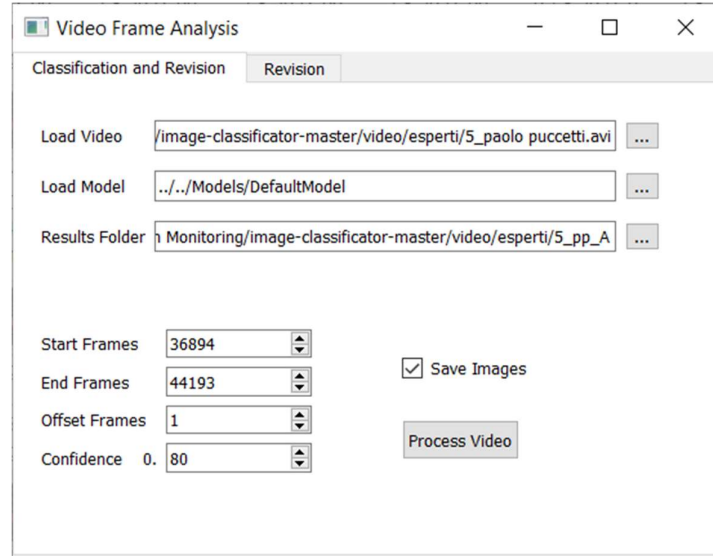 Video Frame Analysis
Classification and Revision Revision
Load Video /image-classificator-master/video/esperti/5_paolo puccetti.avi ...
Load Model ../../Models/DefaultModel ...
Results Folder n Monitoring/image-classificator-master/video/esperti/5_pp_A ...
Start Frames 36894
End Frames 44193
Save Images
Offset Frames 1
Process Video
Confidence 0. 80